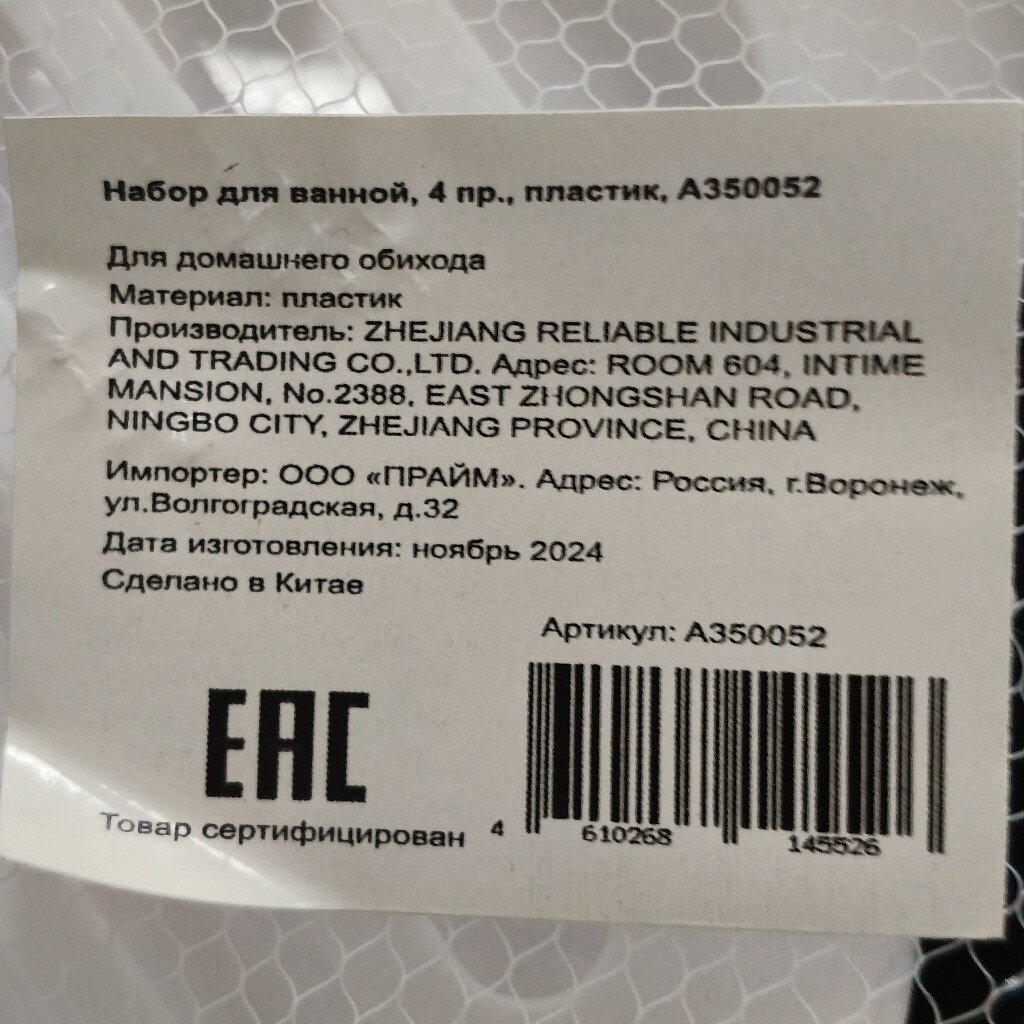 Набор для ванной, 4 пр., пластик, А350052
Для домашнего обихода
Материал: пластик
Производитель: ZHEJIANG RELIABLE INDUSTRIAL
AND TRADING CO.,LTD. Адрес: ROOM 604, INTIME
MANSION, No.2388, EAST ZHONGSHAN ROAD,
NINGBO CITY, ZHEJIANG PROVINCE, CHINA
Импортер: ООО «ПРАЙМ». Адрес: Россия, г.Воронеж,
ул.Волгоградская, д.32
Дата изготовления: ноябрь 2024
Сделано в Китае
Артикул: А350052
EAC
Товар сертифицирован
4 610268 145526